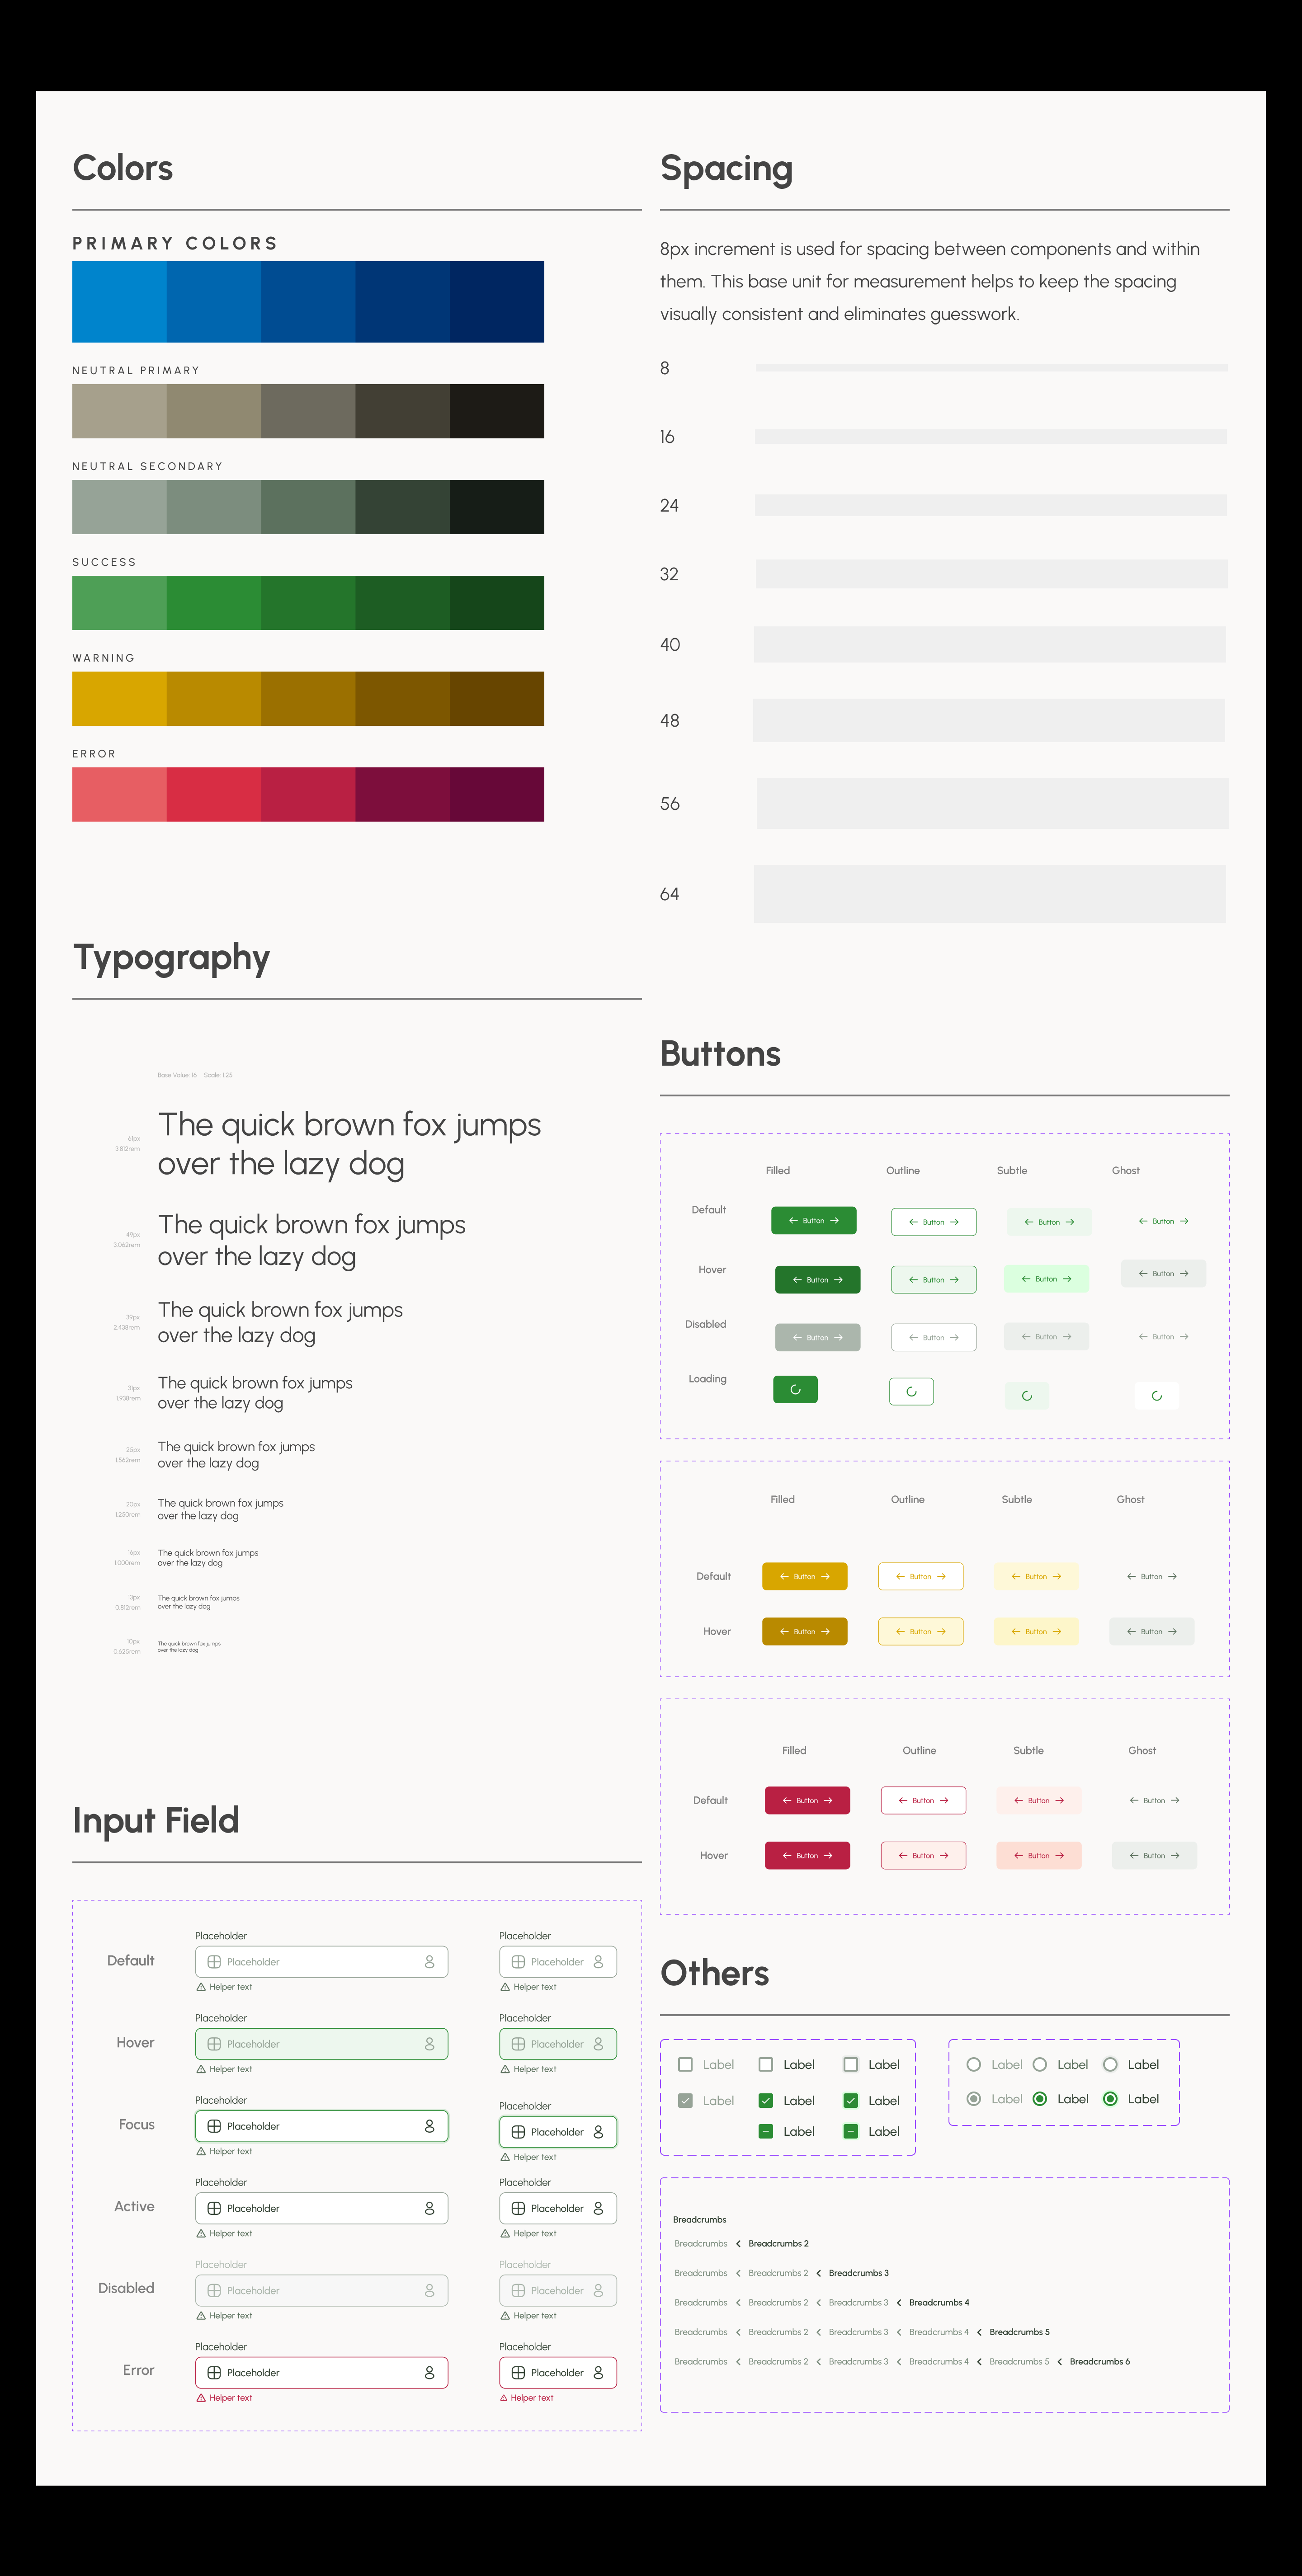 Colors
PRIMARY COLORS
NEUTRAL PRIMARY
NEUTRAL SECONDARY
SUCCESS
WARNING
ERROR
Spacing
8px increment is used for spacing between components and within
them. This base unit for measurement helps to keep the spacing
visually consistent and eliminates guesswork.
8
16
24
32
40
48
56
64
Typography
Base Value: 16 Scale: 1.25
61px
3.812rem
The quick brown fox jumps
over the lazy dog
49px
3.062rem
The quick brown fox jumps
over the lazy dog
39px
2.438rem
The quick brown fox jumps
over the lazy dog
31px
1.938rem
The quick brown fox jumps
over the lazy dog
25px
1.562rem
The quick brown fox jumps
over the lazy dog
20px
1.250rem
The quick brown fox jumps
over the lazy dog
16px
1.000rem
The quick brown fox jumps
over the lazy dog
13px
0.812rem
The quick brown fox jumps
over the lazy dog
10px
0.625rem
The quick brown fox jumps
over the lazy dog
Buttons
Filled Outline Subtle Ghost
Default Button Button Button Button
Hover Button Button Button Button
Disabled Button Button Button Button
Loading
Filled Outline Subtle Ghost
Default Button Button Button Button
Hover Button Button Button Button
Filled Outline Subtle Ghost
Default Button Button Button Button
Hover Button Button Button Button
Input Field
Placeholder Placeholder
Default Placeholder Placeholder
Helper text Helper text
Placeholder Placeholder
Hover Placeholder Placeholder
Helper text Helper text
Placeholder Placeholder
Focus Placeholder Placeholder
Helper text Helper text
Placeholder Placeholder
Active Placeholder Placeholder
Helper text Helper text
Placeholder Placeholder
Disabled Placeholder Placeholder
Helper text Helper text
Placeholder Placeholder
Error Placeholder Placeholder
Helper text Helper text
Others
Label Label Label
Label Label Label
Label Label
Label Label Label
Label Label Label
Breadcrumbs
Breadcrumbs Breadcrumbs 2
Breadcrumbs Breadcrumbs 2 Breadcrumbs 3
Breadcrumbs Breadcrumbs 2 Breadcrumbs 3 Breadcrumbs 4
Breadcrumbs Breadcrumbs 2 Breadcrumbs 3 Breadcrumbs 4 Breadcrumbs 5
Breadcrumbs Breadcrumbs 2 Breadcrumbs 3 Breadcrumbs 4 Breadcrumbs 5 Breadcrumbs 6